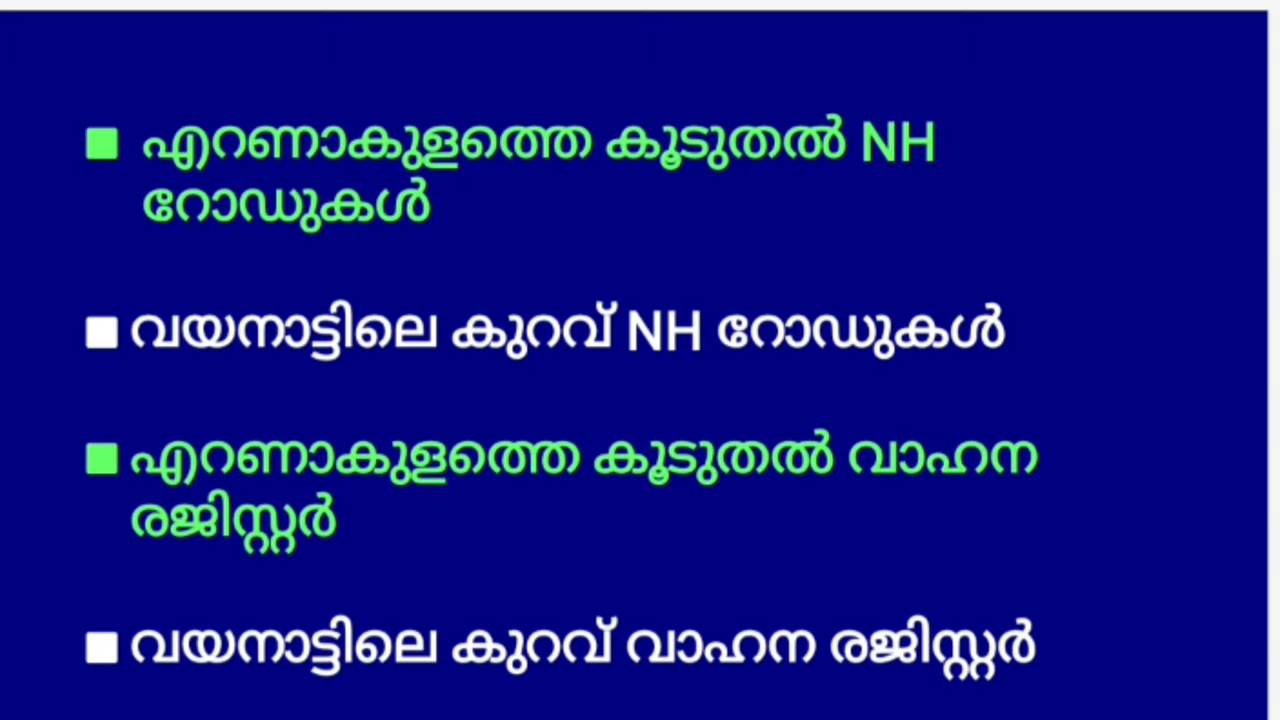 എറണാകുളത്തെ കൂടുതൽ NH
റോഡുകൾ
വയനാട്ടിലെ കുറവ് NH റോഡുകൾ
എറണാകുളത്തെ കൂടുതൽ വാഹന
രജിസ്റ്റർ
വയനാട്ടിലെ കുറവ് വാഹന രജിസ്റ്റർ